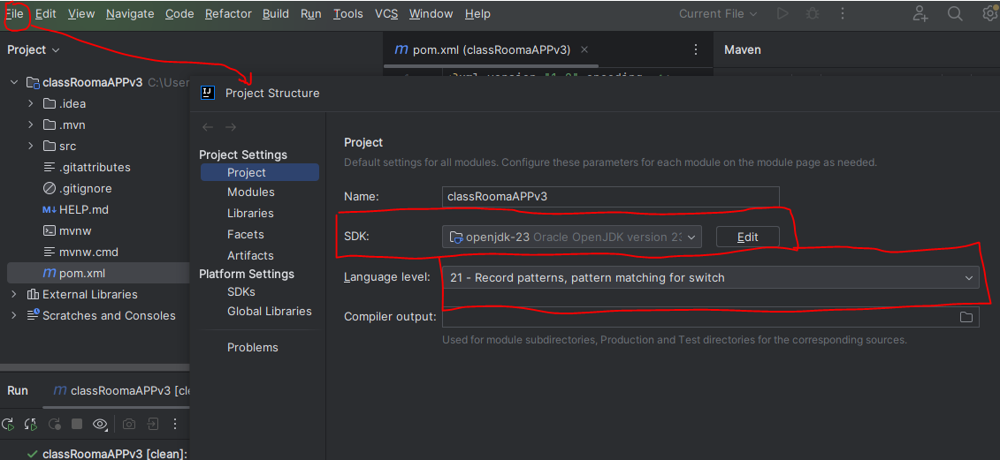 File Edit View Navigate Code Refactor Build Run Tools VCS Window Help Current File
Project
pom.xml (classRoomaAPPv3)
Maven
classRoomaAPPv3 C:\User
.idea
.mvn
src
.gitattributes
.gitignore
HELP.md
mvnw
mvnw.cmd
pom.xml
External Libraries
Scratches and Consoles
Project Structure
Project Settings
Project
Modules
Libraries
Facets
Artifacts
Platform Settings
SDKs
Global Libraries
Problems
Project
Default settings for all modules. Configure these parameters for each module on the module page as needed.
Name: classRoomaAPPv3
SDK: openjdk-23 Oracle OpenJDK version 23 Edit
Language level: 21 - Record patterns, pattern matching for switch
Compiler output:
Used for module subdirectories, Production and Test directories for the corresponding sources.
Run classRoomaAPPv3 [cle
classRoomaAPPv3 [clean]: